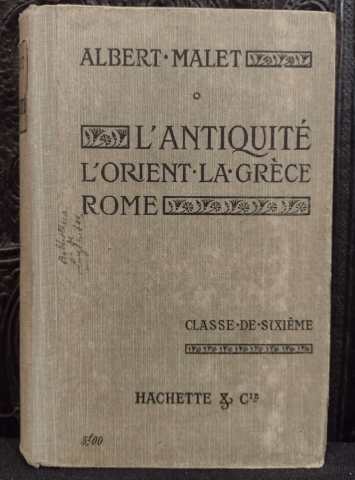 ALBERT·MALET
L'ANTIQUITÉ
L'ORIENT·LA·GRÈCE
ROME
CLASSE·DE·SIXIÈME
HACHETTE & Cie